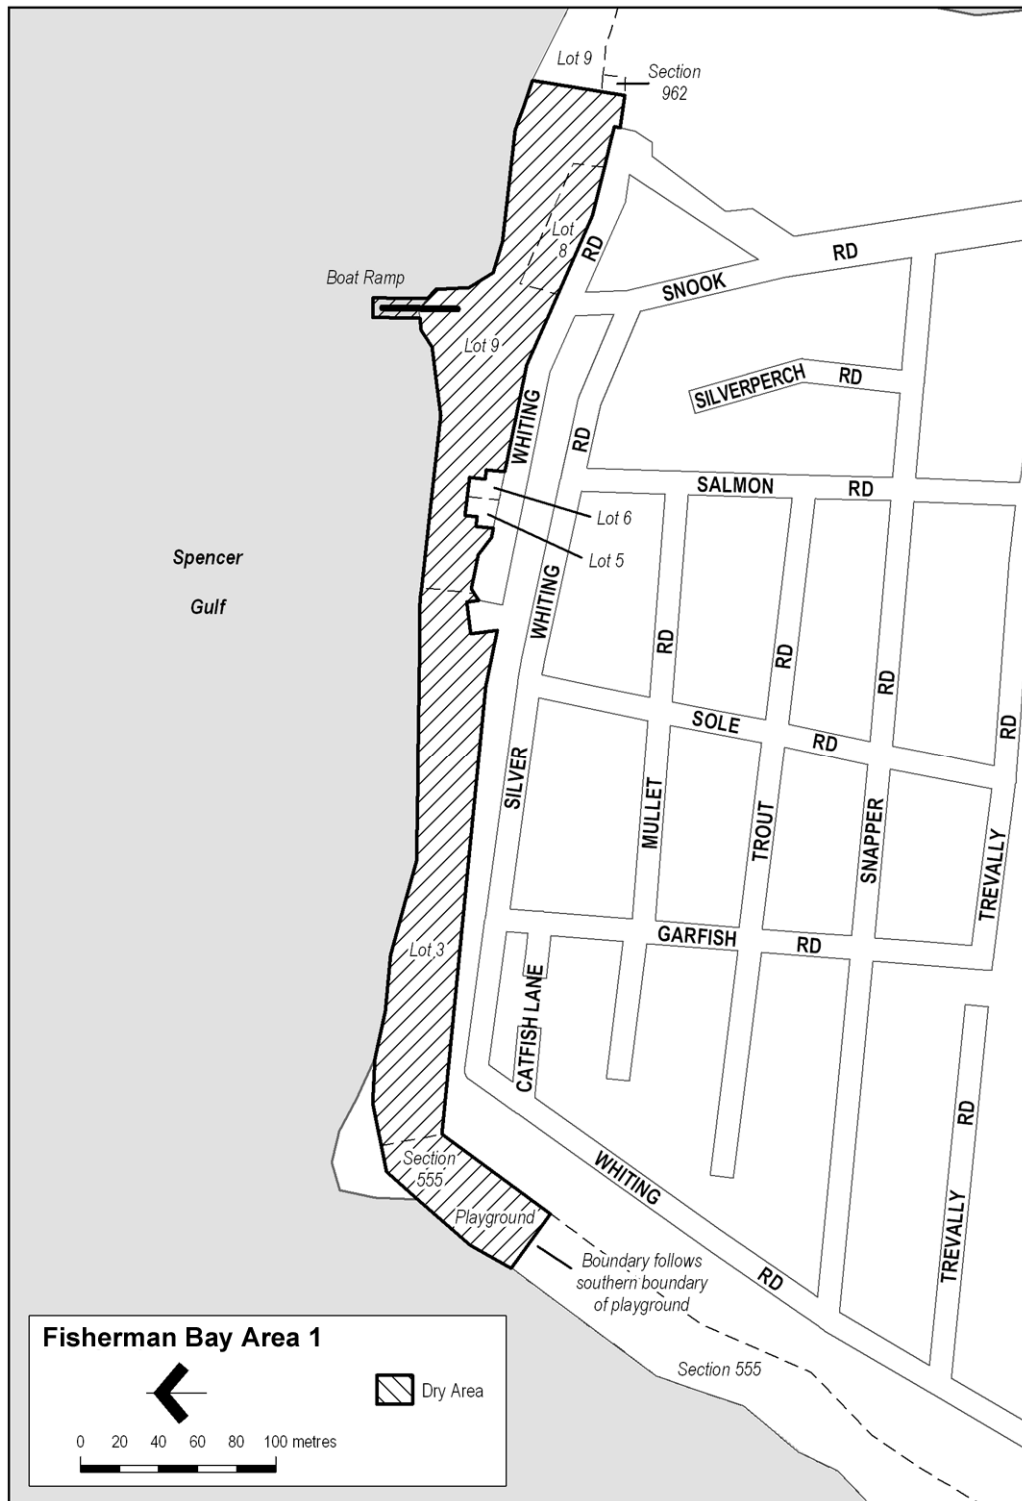 Lot 9
Section
962
Lot
8
RD
RD
SNOOK
Boat Ramp
Lot 9
SILVERPERCH
RD
WHITING
RD
SALMON
RD
Lot 6
Lot 5
Spencer
Gulf
WHITING
RD
RD
RD
RD
SOLE
RD
SILVER
MULLET
TROUT
SNAPPER
TREVALLY
GARFISH
RD
Lot 3
CATFISH LANE
RD
Section
555
WHITING
Playground
TREVALLY
Boundary follows
southern boundary
of playground
RD
Section 555
Fisherman Bay Area 1
Dry Area
0 20 40 60 80 100 metres